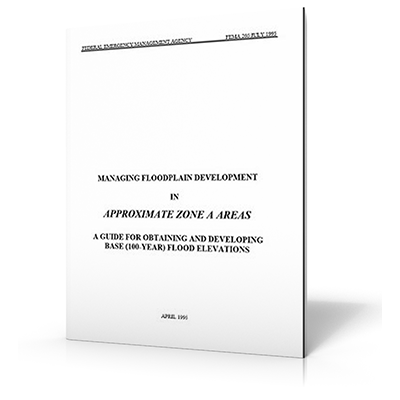 FEDERAL EMERGENCY MANAGEMENT AGENCY FEMA 265/JULY 1995
MANAGING FLOODPLAIN DEVELOPMENT
IN
APPROXIMATE ZONE A AREAS
A GUIDE FOR OBTAINING AND DEVELOPING
BASE (100-YEAR) FLOOD ELEVATIONS
APRIL 1995